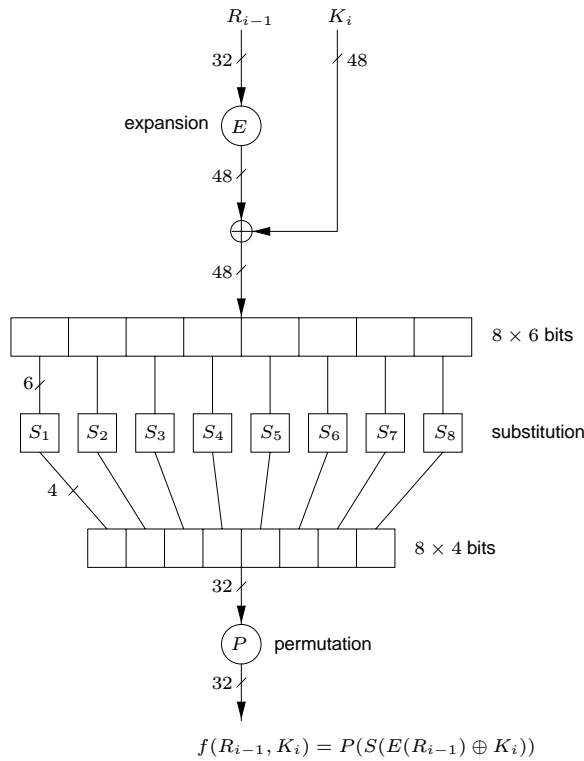 R_{i−1} K_i
32 48
expansion E
48
48
8 × 6 bits
6
S_1 S_2 S_3 S_4 S_5 S_6 S_7 S_8 substitution
4
8 × 4 bits
32
P permutation
32
f(R_{i−1}, K_i) = P(S(E(R_{i−1}) ⊕ K_i))